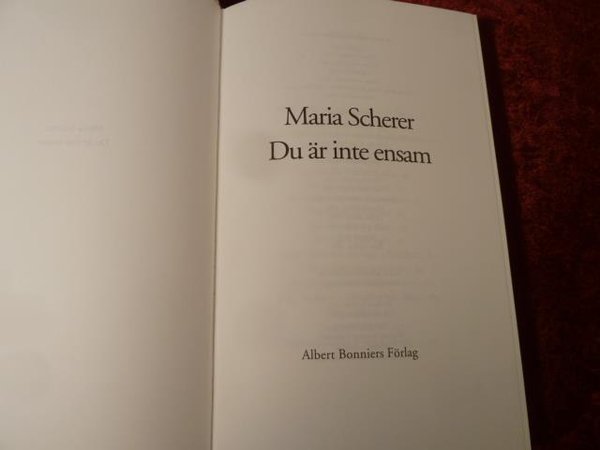 Maria Scherer
Du är inte ensam
Albert Bonniers Förlag